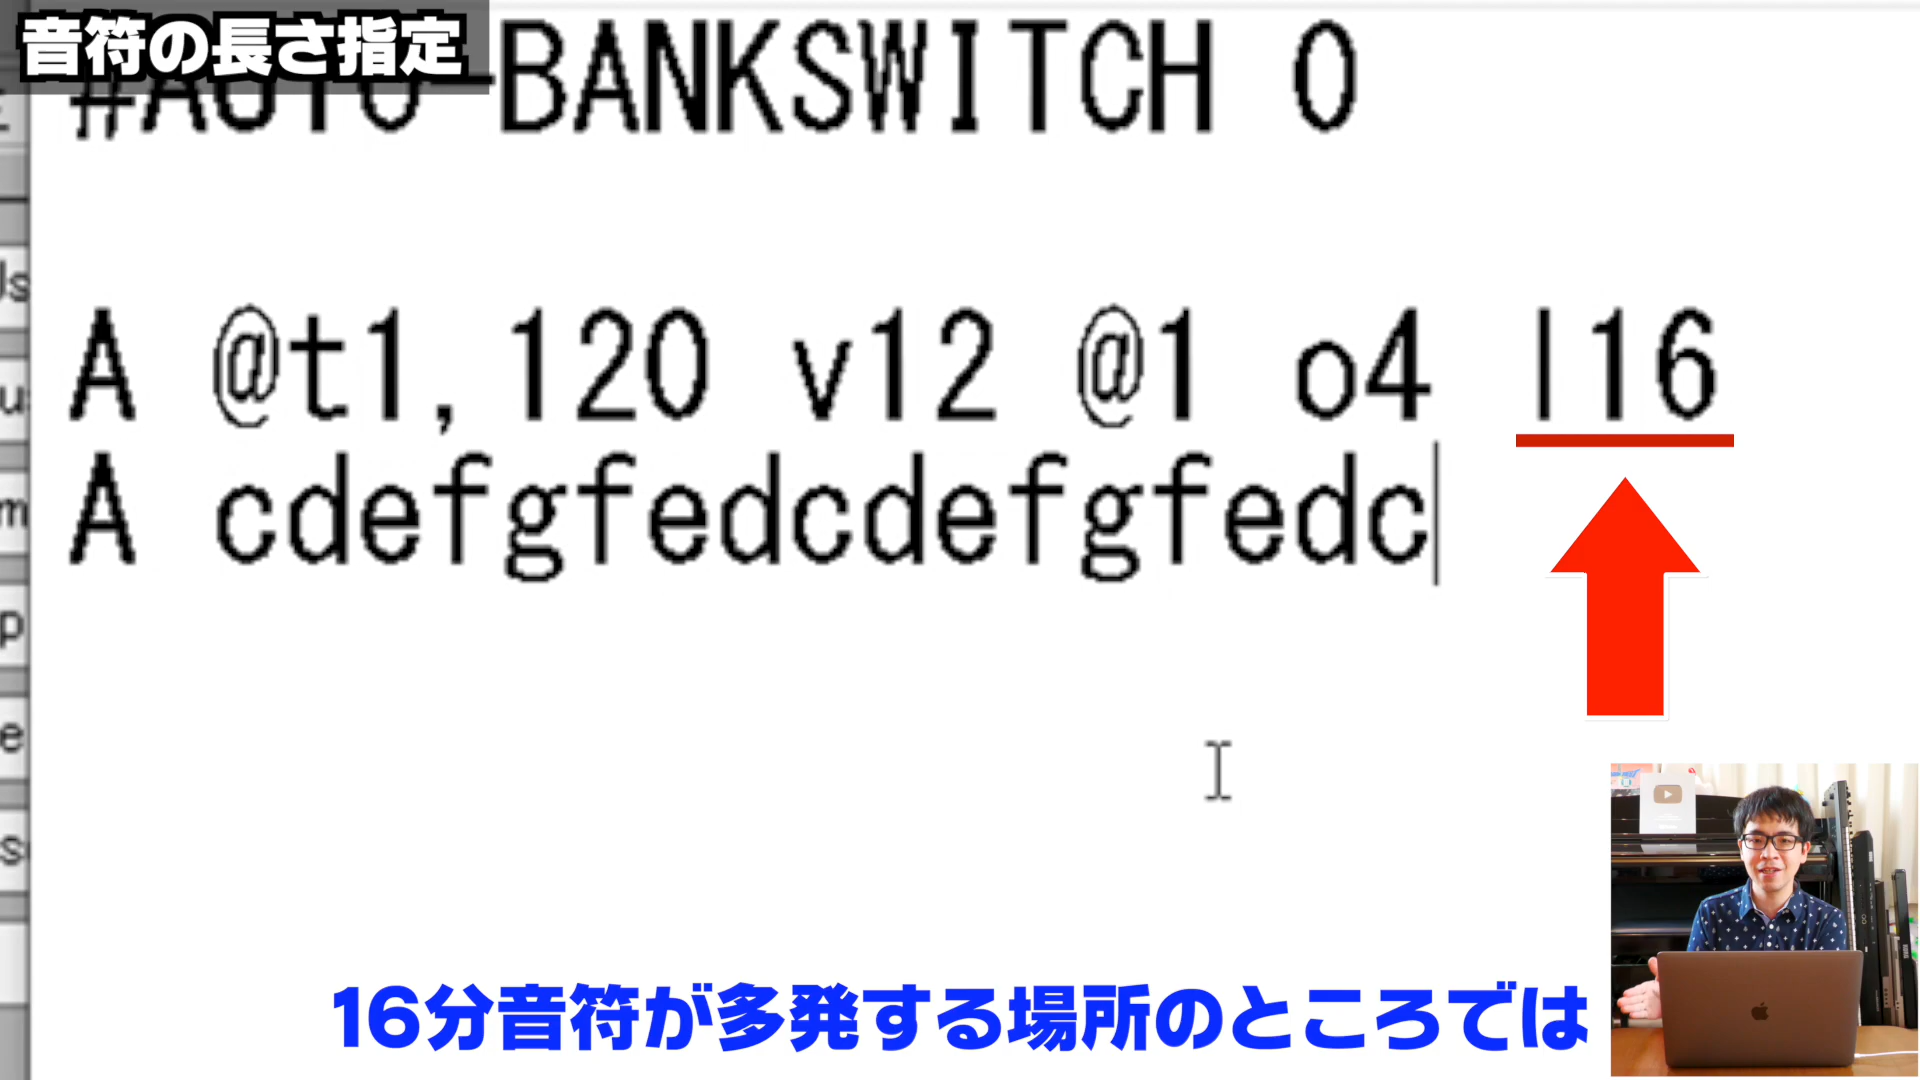 音符の長さ指定
#AUTO-BANKSWITCH 0
A @t1,120 v12 @1 o4 l16
A cdefgfedcdefgfedc
16分音符が多発する場所のところでは